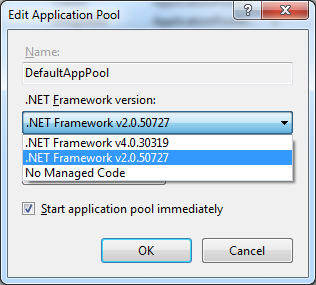 Edit Application Pool
Name:
DefaultAppPool
.NET Framework version:
.NET Framework v2.0.50727
.NET Framework v4.0.30319
.NET Framework v2.0.50727
No Managed Code
Start application pool immediately
OK
Cancel